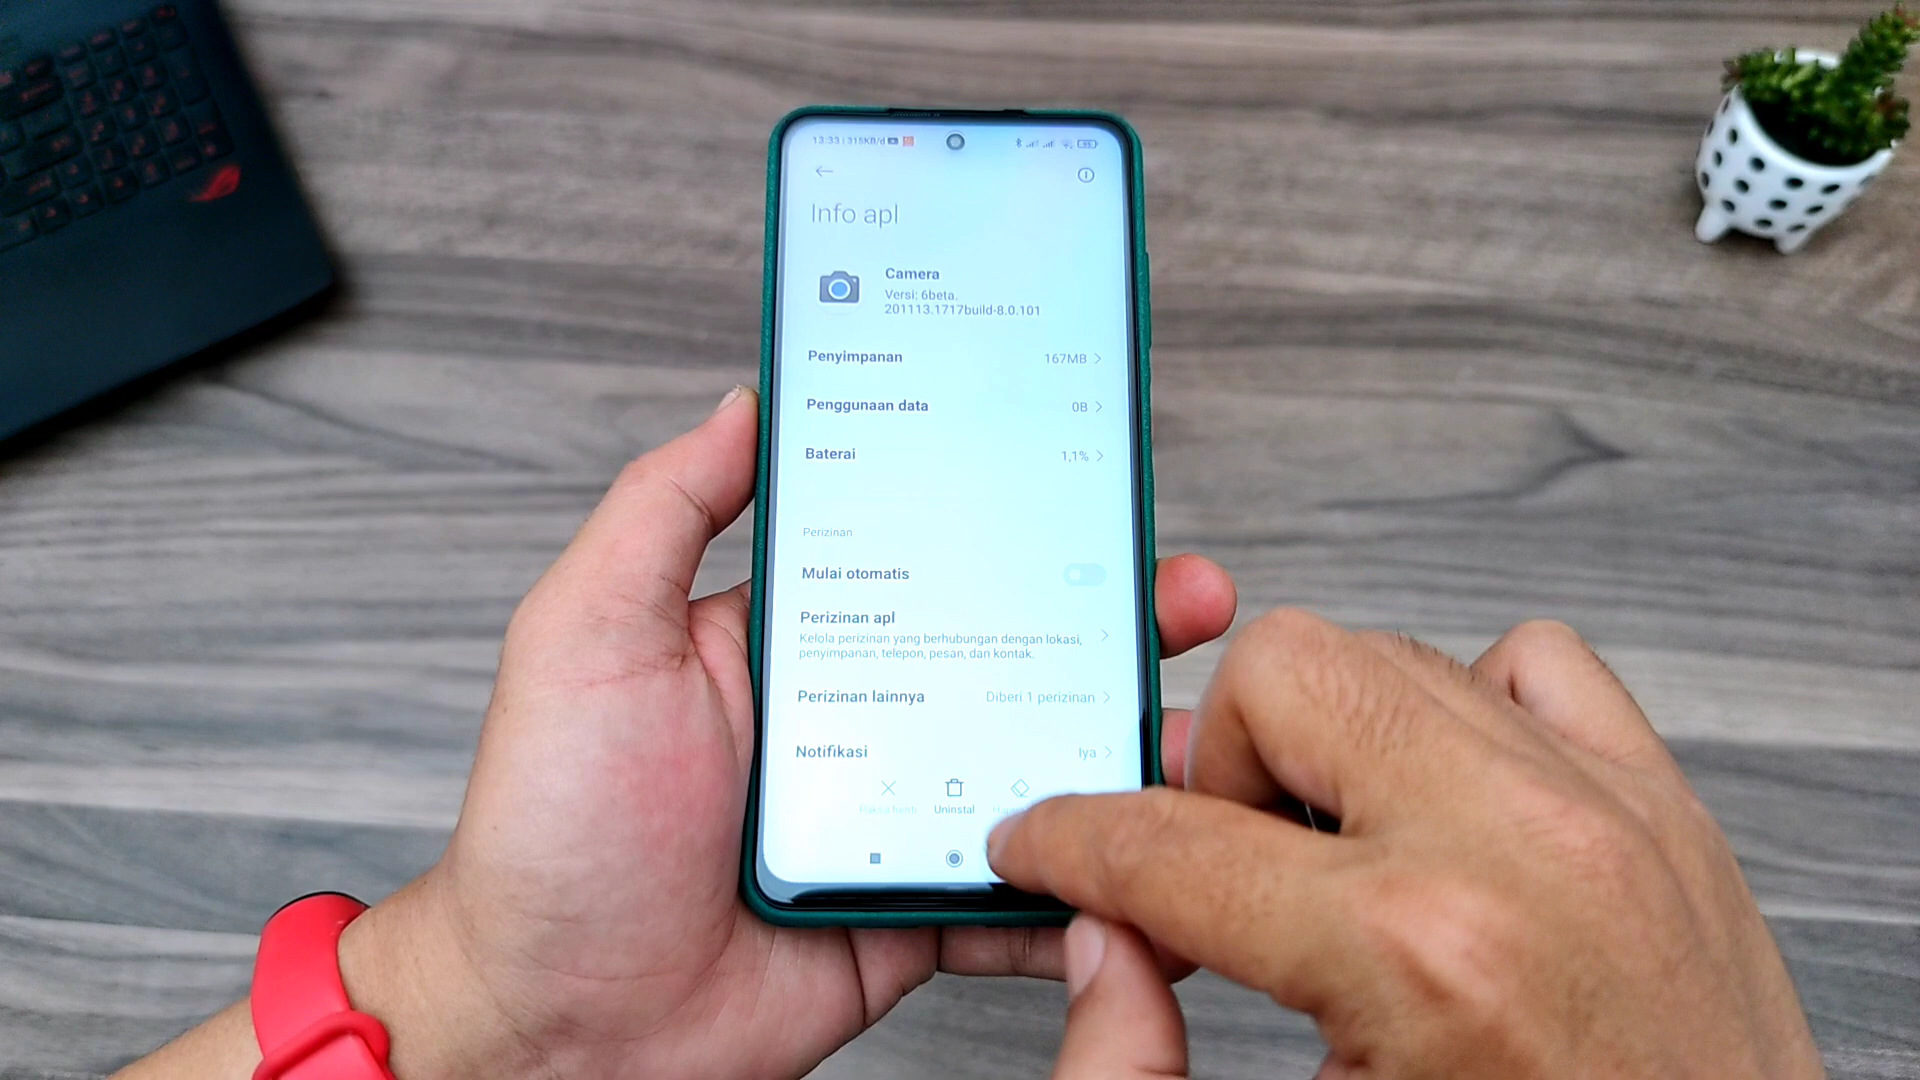 13.33 | 315KB/d
Info apl
Camera
Versi: 6beta.
201113.1717build-8.0.101
Penyimpanan 167MB
Penggunaan data 0B
Baterai 1,1%
Perizinan
Mulai otomatis
Perizinan apl
Kelola perizinan yang berhubungan dengan lokasi,
penyimpanan, telepon, pesan, dan kontak.
Perizinan lainnya Diberi 1 perizinan
Notifikasi Iya
Paksa henti Uninstal